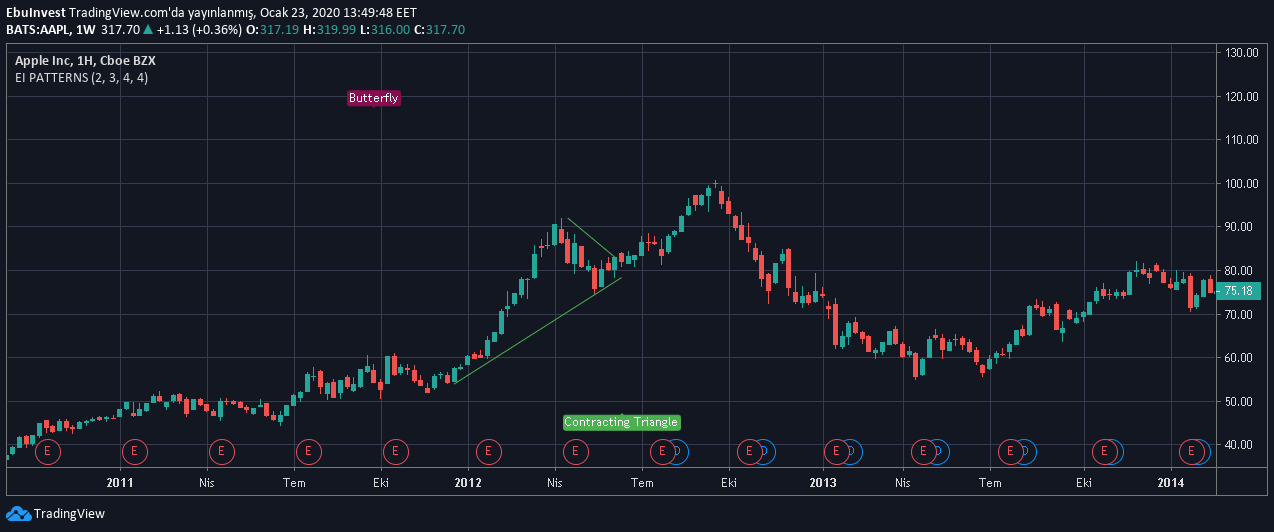 EbuInvest TradingView.com'da yayınlanmış, Ocak 23, 2020 13:49:48 EET
BATS:AAPL, 1W 317.70 ▲ +1.13 (+0.36%) O:317.19 H:319.99 L:316.00 C:317.70
Apple Inc, 1H, Cboe BZX
EI PATTERNS (2, 3, 4, 4)
130.00
Butterfly
120.00
110.00
100.00
90.00
80.00
75.18
70.00
60.00
50.00
Contracting Triangle
40.00
E E E E E E E E D E D E D E D E D E E
2011 Nis Tem Eki 2012 Nis Tem Eki 2013 Nis Tem Eki 2014
TradingView